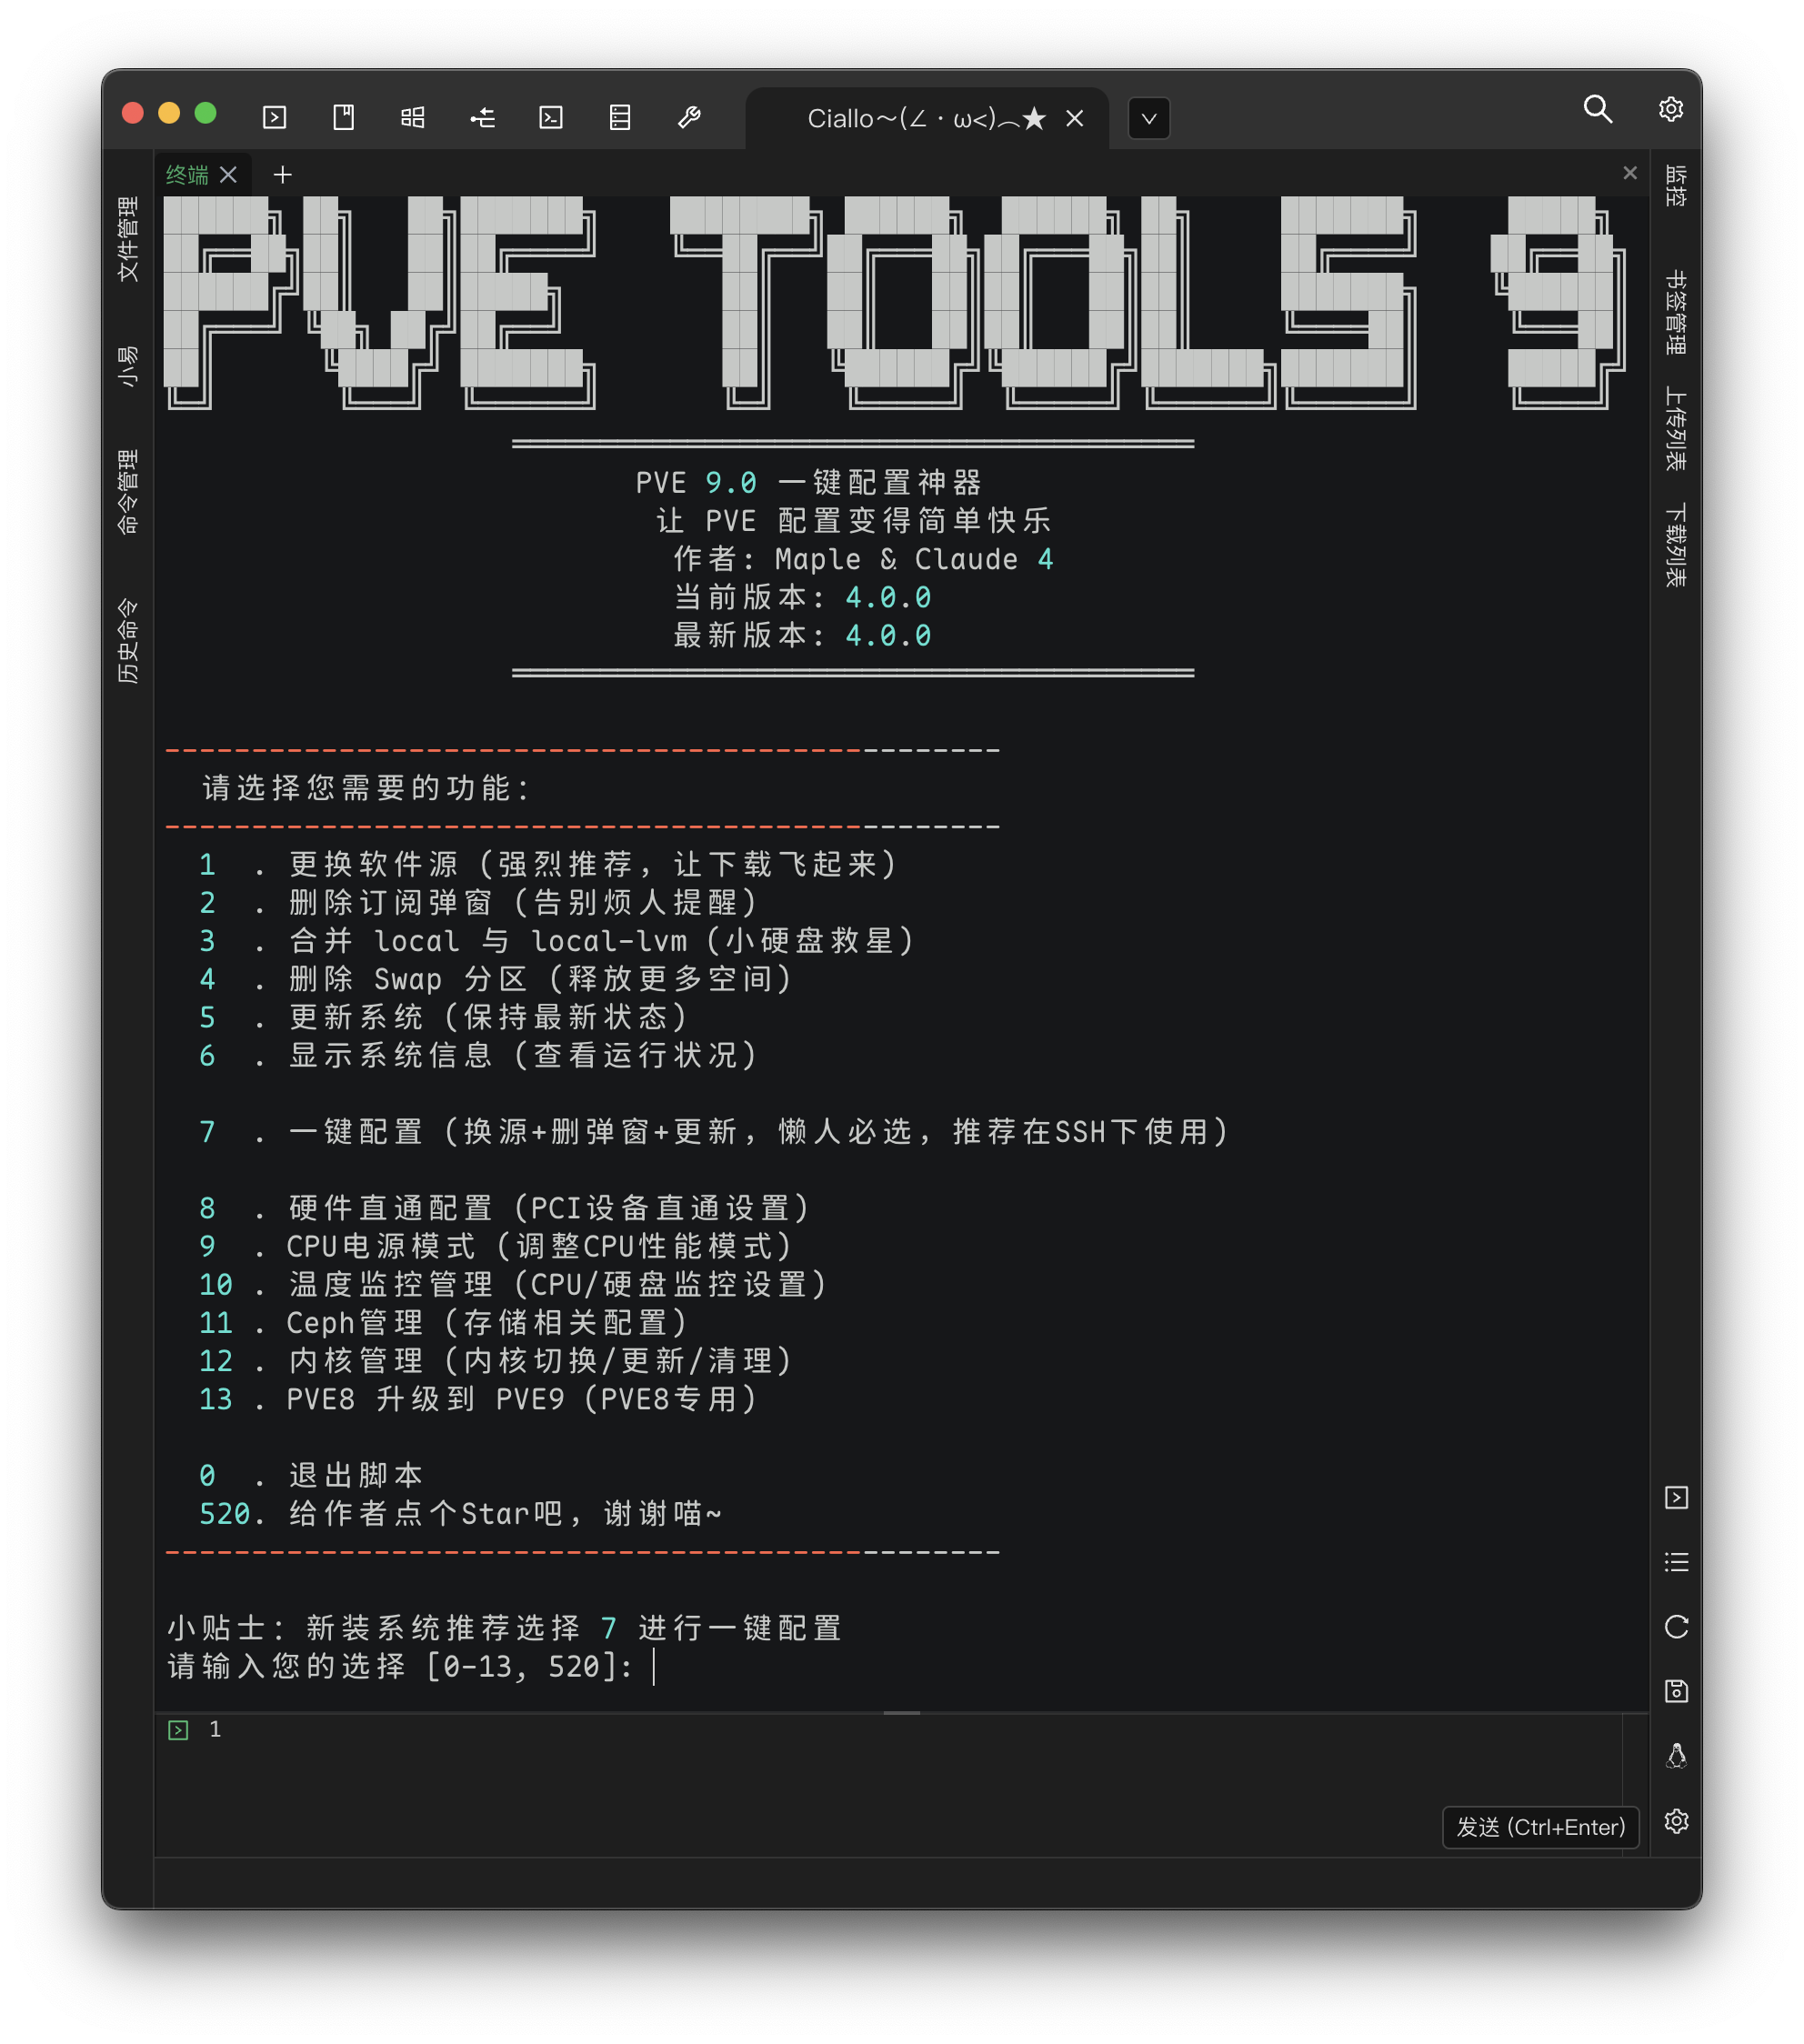 Ciallo～(∠・ω<)⌒★
终端
监控
文件管理
书签管理
小易
上传列表
命令管理
下载列表
历史命令
PVE TOOLS 9
PVE 9.0 一键配置神器
让 PVE 配置变得简单快乐
作者: Maple & Claude 4
当前版本: 4.0.0
最新版本: 4.0.0
---------------------------------------------
请选择您需要的功能:
---------------------------------------------
1 . 更换软件源 (强烈推荐, 让下载飞起来)
2 . 删除订阅弹窗 (告别烦人提醒)
3 . 合并 local 与 local-lvm (小硬盘救星)
4 . 删除 Swap 分区 (释放更多空间)
5 . 更新系统 (保持最新状态)
6 . 显示系统信息 (查看运行状况)
7 . 一键配置 (换源+删弹窗+更新, 懒人必选, 推荐在SSH下使用)
8 . 硬件直通配置 (PCI设备直通设置)
9 . CPU电源模式 (调整CPU性能模式)
10 . 温度监控管理 (CPU/硬盘监控设置)
11 . Ceph管理 (存储相关配置)
12 . 内核管理 (内核切换/更新/清理)
13 . PVE8 升级到 PVE9 (PVE8专用)
0 . 退出脚本
520. 给作者点个Star吧, 谢谢喵~
---------------------------------------------
小贴士: 新装系统推荐选择 7 进行一键配置
请输入您的选择 [0-13, 520]:
1
发送 (Ctrl+Enter)